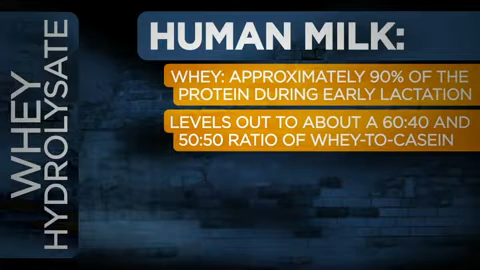 WHEY
HYDROLYSATE
HUMAN MILK:
WHEY: APPROXIMATELY 90% OF THE
PROTEIN DURING EARLY LACTATION
LEVELS OUT TO ABOUT A 60:40 AND
50:50 RATIO OF WHEY-TO-CASEIN